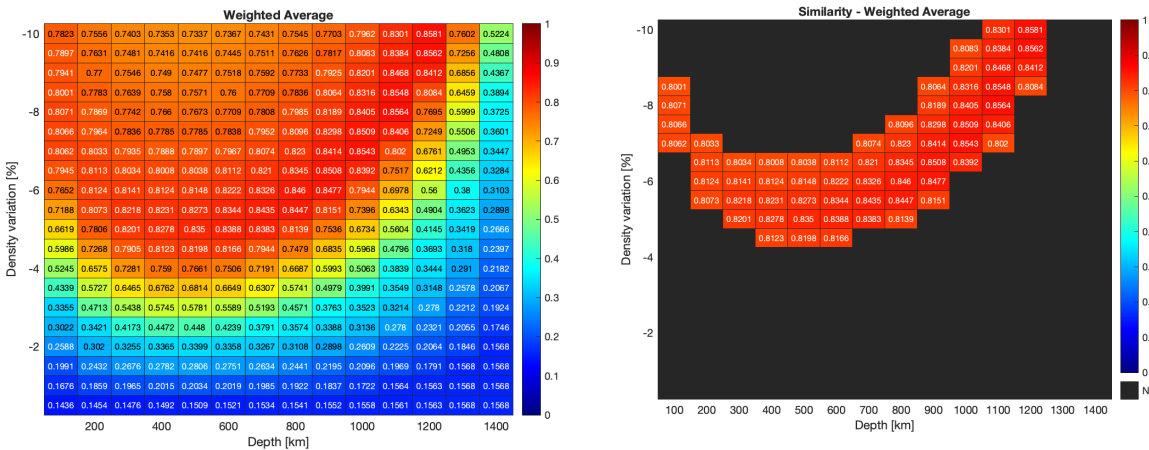 Weighted Average
-10 0.7823 0.7556 0.7403 0.7353 0.7337 0.7367 0.7431 0.7545 0.7703 0.7962 0.8301 0.8581 0.7602 0.5224
0.7897 0.7631 0.7481 0.7416 0.7416 0.7445 0.7511 0.7626 0.7817 0.8083 0.8384 0.8562 0.7256 0.4808
0.7941 0.77 0.7546 0.749 0.7477 0.7518 0.7592 0.7733 0.7925 0.8201 0.8468 0.8412 0.6856 0.4367
0.8001 0.7783 0.7639 0.758 0.7571 0.76 0.7709 0.7836 0.8064 0.8316 0.8548 0.8084 0.6459 0.3894
-8 0.8071 0.7869 0.7742 0.766 0.7673 0.7708 0.7798 0.7985 0.8189 0.8405 0.8564 0.7695 0.5999 0.3725
0.8066 0.7964 0.7836 0.7785 0.7785 0.7838 0.7952 0.8096 0.8298 0.8509 0.8406 0.7249 0.5506 0.3601
0.8062 0.8033 0.7935 0.7888 0.7897 0.7967 0.8074 0.823 0.8414 0.8543 0.802 0.6761 0.4953 0.3447
0.7945 0.8113 0.8034 0.8008 0.8038 0.8112 0.821 0.8345 0.8508 0.8392 0.7517 0.6212 0.4356 0.3284
-6 0.7652 0.8124 0.8141 0.8124 0.8148 0.8222 0.8326 0.846 0.8477 0.7944 0.6978 0.56 0.38 0.3103
0.7188 0.8073 0.8218 0.8231 0.8273 0.8344 0.8435 0.8447 0.8151 0.7396 0.6343 0.4904 0.3623 0.2898
0.6619 0.7806 0.8201 0.8278 0.835 0.8388 0.8383 0.8139 0.7536 0.6734 0.5604 0.4145 0.3419 0.2666
0.5986 0.7268 0.7905 0.8123 0.8198 0.8166 0.7944 0.7479 0.6835 0.5968 0.4796 0.3693 0.318 0.2397
-4 0.5245 0.6575 0.7281 0.759 0.7661 0.7506 0.7191 0.6687 0.5993 0.5063 0.3839 0.3444 0.291 0.2182
0.4339 0.5727 0.6465 0.6762 0.6814 0.6649 0.6307 0.5741 0.4979 0.3991 0.3549 0.3148 0.2578 0.2067
0.3355 0.4713 0.5438 0.5745 0.5781 0.5589 0.5193 0.4571 0.3763 0.3523 0.3214 0.278 0.2212 0.1924
0.3022 0.3421 0.4173 0.4472 0.448 0.4239 0.3791 0.3574 0.3388 0.3136 0.278 0.2321 0.2055 0.1746
-2 0.2588 0.302 0.3255 0.3365 0.3399 0.3358 0.3267 0.3108 0.2898 0.2609 0.2225 0.2064 0.1846 0.1568
0.1991 0.2432 0.2676 0.2782 0.2806 0.2751 0.2634 0.2441 0.2195 0.2096 0.1969 0.1791 0.1568 0.1568
0.1676 0.1859 0.1965 0.2015 0.2034 0.2019 0.1985 0.1922 0.1837 0.1722 0.1564 0.1563 0.1568 0.1568
0.1436 0.1454 0.1476 0.1492 0.1509 0.1521 0.1534 0.1541 0.1552 0.1558 0.1561 0.1563 0.1568 0.1568
200 400 600 800 1000 1200 1400
Depth [km]
Density variation [%]
1
0.9
0.8
0.7
0.6
0.5
0.4
0.3
0.2
0.1
0
Similarity - Weighted Average
-10 0.8301 0.8581
0.8083 0.8384 0.8562
0.8201 0.8468 0.8412
0.8001 0.8064 0.8316 0.8548 0.8084
-8 0.8071 0.8189 0.8405 0.8564
0.8066 0.8096 0.8298 0.8509 0.8406
0.8062 0.8033 0.8074 0.823 0.8414 0.8543 0.802
0.8113 0.8034 0.8008 0.8038 0.8112 0.821 0.8345 0.8508 0.8392
-6 0.8124 0.8141 0.8124 0.8148 0.8222 0.8326 0.846 0.8477
0.8073 0.8218 0.8231 0.8273 0.8344 0.8435 0.8447 0.8151
0.8201 0.8278 0.835 0.8388 0.8383 0.8139
0.8123 0.8198 0.8166
-4
-2
100 200 300 400 500 600 700 800 900 1000 1100 1200 1300 1400
Depth [km]
Density variation [%]
1
0.
0.
0.
0.
0.
0.
0.
0.
0.
0
N